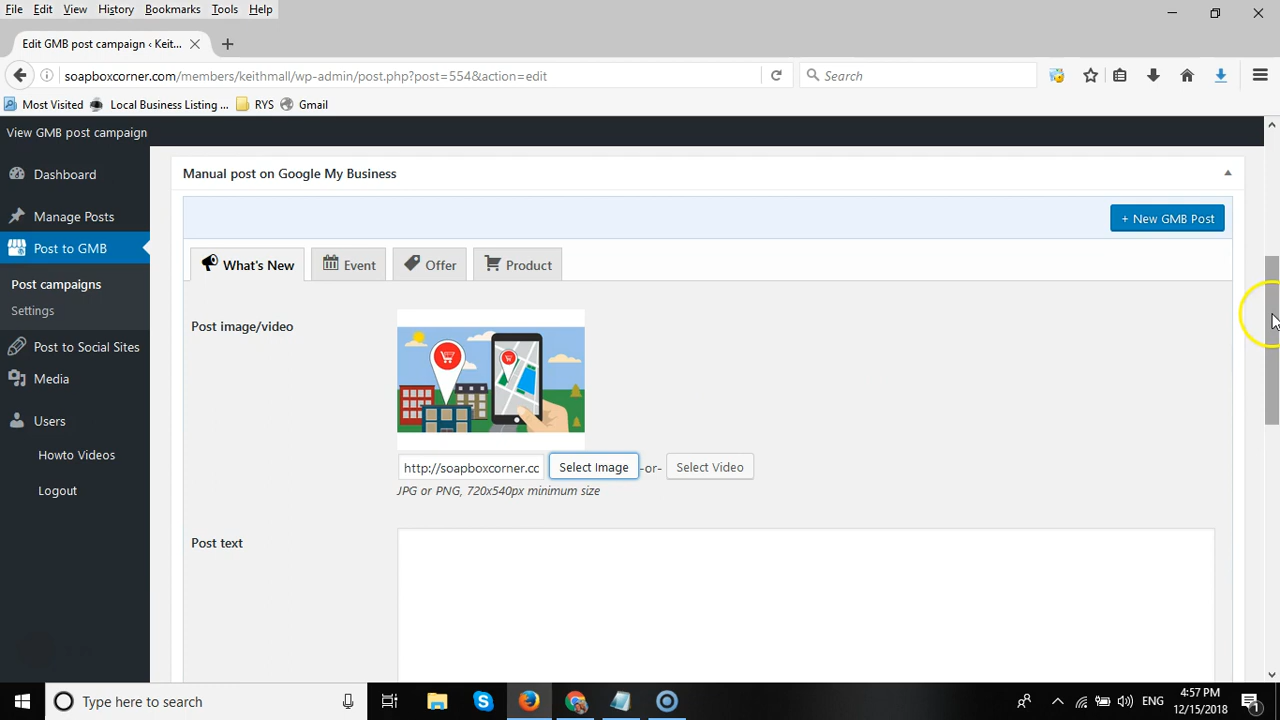 File Edit View History Bookmarks Tools Help
Edit GMB post campaign ‹ Keit...
soapboxcorner.com/members/keithmall/wp-admin/post.php?post=554&action=edit
Search
Most Visited Local Business Listing ... RYS Gmail
View GMB post campaign
Dashboard
Manage Posts
Post to GMB
Post campaigns
Settings
Post to Social Sites
Media
Users
Howto Videos
Logout
Manual post on Google My Business
+ New GMB Post
What's New Event Offer Product
Post image/video
http://soapboxcorner.cc Select Image -or- Select Video
JPG or PNG, 720x540px minimum size
Post text
Type here to search
ENG
4:57 PM
12/15/2018
1